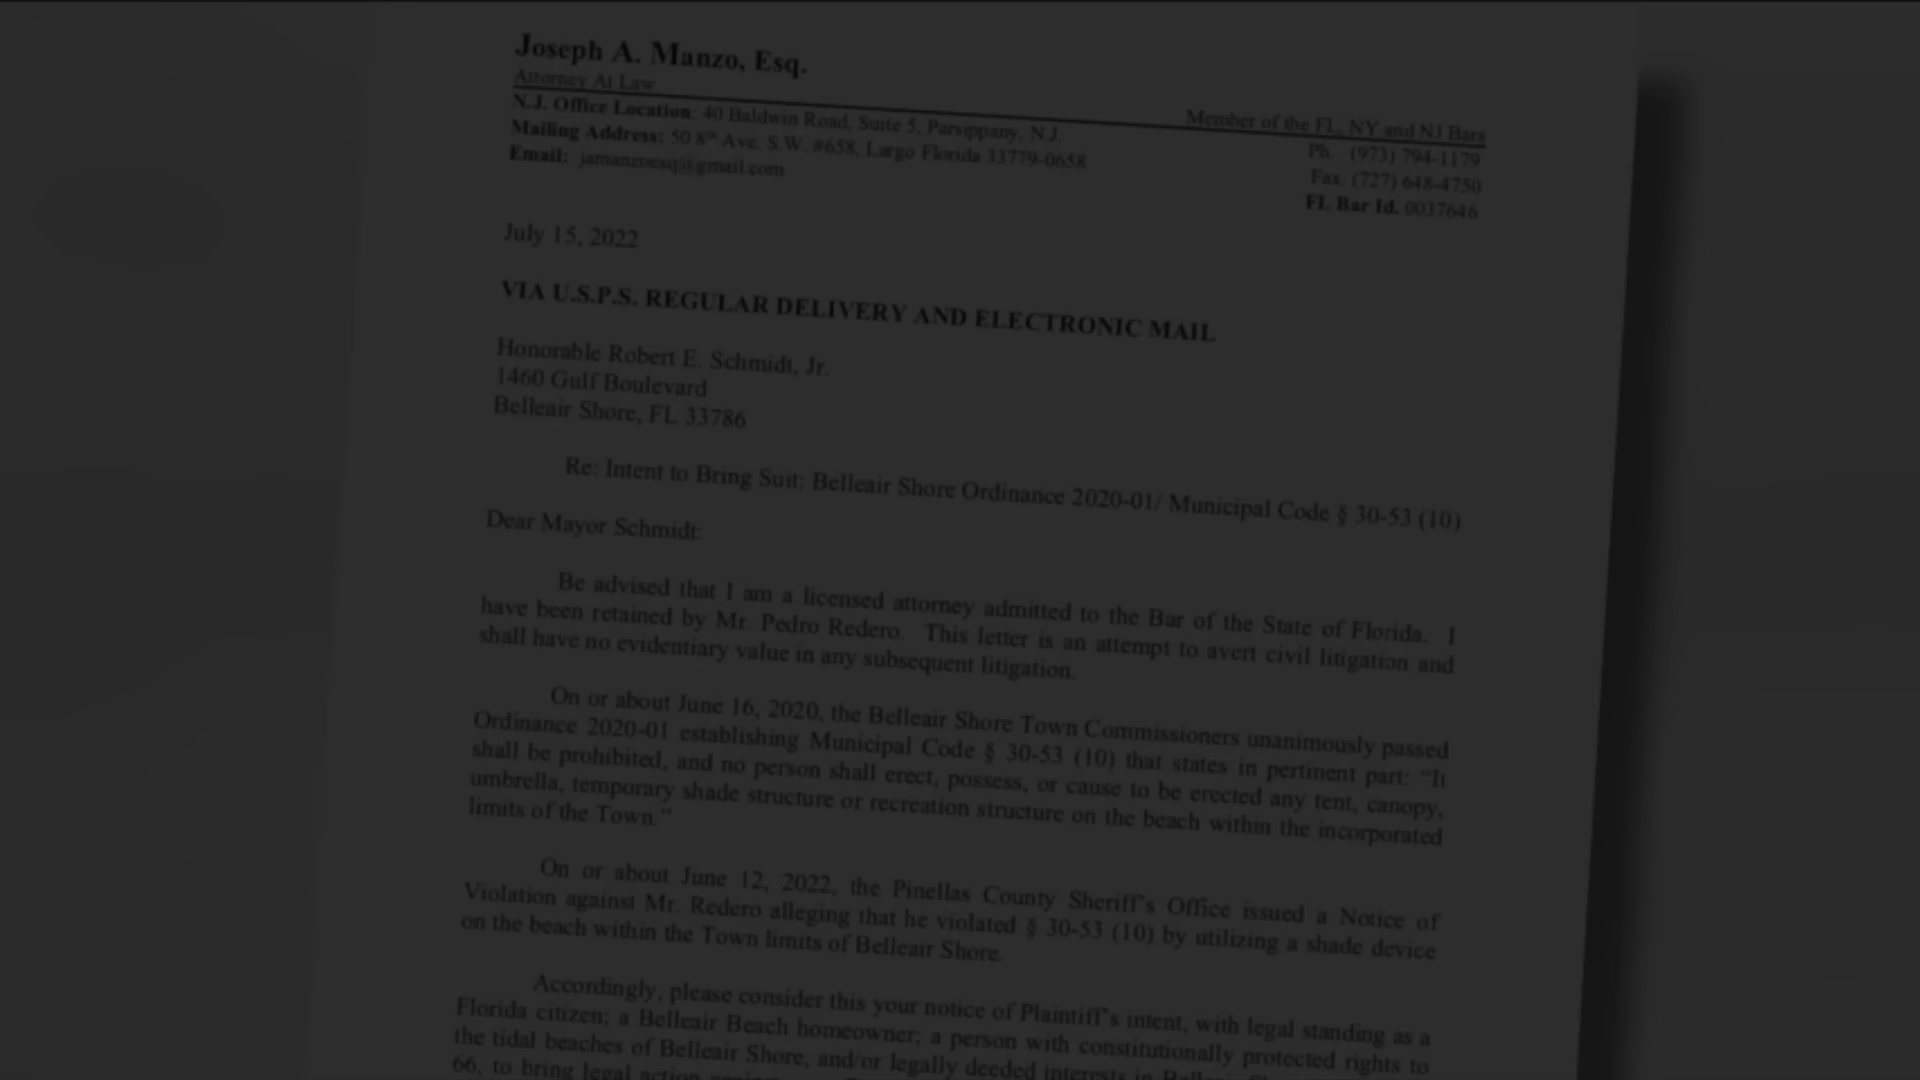 Joseph A. Manzo, Esq.
Attorney At Law
Member of the FL, NY and NJ Bars
N.J. Office Location: 40 Baldwin Road, Suite 5, Parsippany, N.J.
Ph. (973) 794-1179
Mailing Address: 50 8th Ave. S.W. #658, Largo Florida 33779-0658
Fax. (727) 648-4750
Email: jamanzoesq@gmail.com
FL Bar Id. 0037646
July 15, 2022
VIA U.S.P.S. REGULAR DELIVERY AND ELECTRONIC MAIL
Honorable Robert E. Schmidt, Jr.
1460 Gulf Boulevard
Belleair Shore, FL 33786
Re: Intent to Bring Suit: Belleair Shore Ordinance 2020-01/ Municipal Code § 30-53 (10)
Dear Mayor Schmidt:
Be advised that I am a licensed attorney admitted to the Bar of the State of Florida. I
have been retained by Mr. Pedro Redero. This letter is an attempt to avert civil litigation and
shall have no evidentiary value in any subsequent litigation.
On or about June 16, 2020, the Belleair Shore Town Commissioners unanimously passed
Ordinance 2020-01 establishing Municipal Code § 30-53 (10) that states in pertinent part: “It
shall be prohibited, and no person shall erect, possess, or cause to be erected any tent, canopy,
umbrella, temporary shade structure or recreation structure on the beach within the incorporated
limits of the Town.”
On or about June 12, 2022, the Pinellas County Sheriff's Office issued a Notice of
Violation against Mr. Redero alleging that he violated § 30-53 (10) by utilizing a shade device
on the beach within the Town limits of Belleair Shore.
Accordingly, please consider this your notice of Plaintiff's intent, with legal standing as a
Florida citizen; a Belleair Beach homeowner; a person with constitutionally protected rights to
the tidal beaches of Belleair Shore, and/or legally deeded interests in
66, to bring legal action